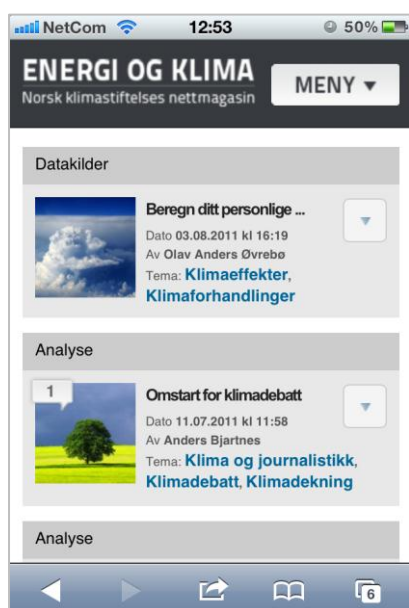 NetCom 12:53 50%
ENERGI OG KLIMA
Norsk klimastiftelses nettmagasin
MENY
Datakilder
Beregn ditt personlige ...
Dato 03.08.2011 kl 16:19
Av Olav Anders Øvrebø
Tema: Klimaeffekter,
Klimaforhandlinger
Analyse
1
Omstart for klimadebatt
Dato 11.07.2011 kl 11:58
Av Anders Bjartnes
Tema: Klima og journalistikk,
Klimadebatt, Klimadekning
Analyse
6